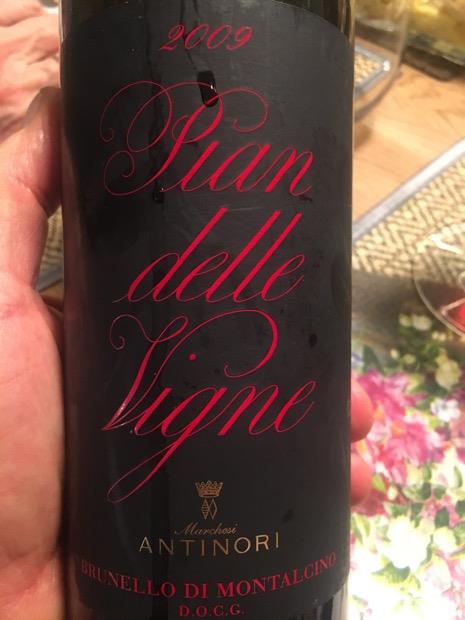 2009
Pian
delle
Vigne
Marchesi
ANTINORI
BRUNELLO DI MONTALCINO
D.O.C.G.